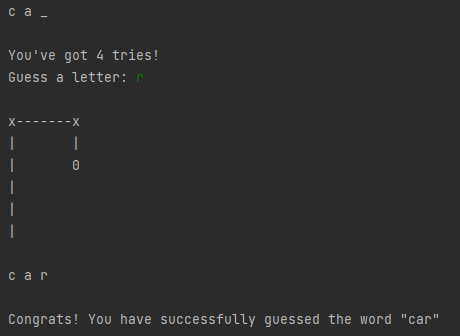 c a _
You've got 4 tries!
Guess a letter: r
x-------x
|       |
|       0
|
|
|
c a r
Congrats! You have successfully guessed the word "car"